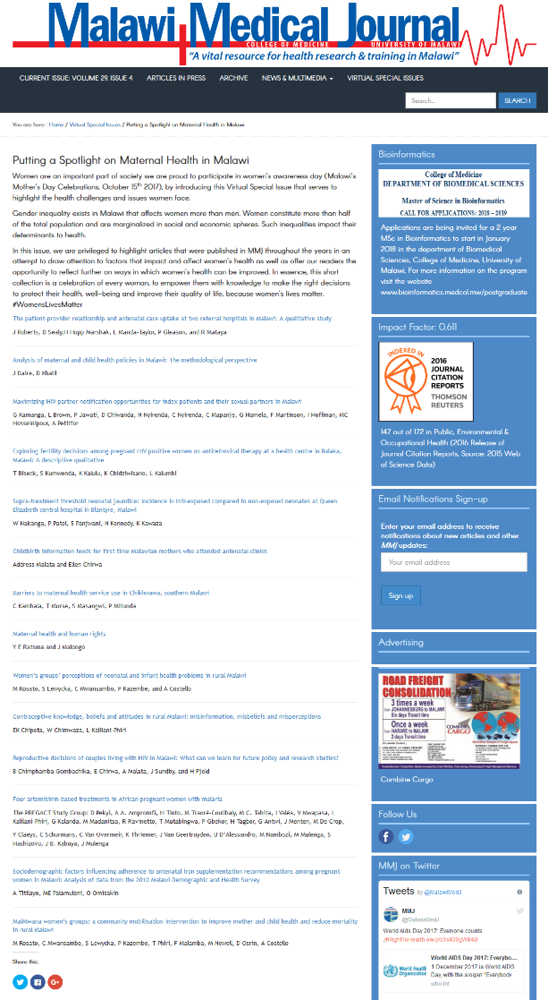 Malawi Medical Journal
COLLEGE OF MEDICINE
UNIVERSITY OF MALAWI
"A vital resource for health research & training in Malawi"
CURRENT ISSUE: VOLUME 29, ISSUE 4
ARTICLES IN PRESS
ARCHIVE
NEWS & MULTIMEDIA
VIRTUAL SPECIAL ISSUES
Search...
SEARCH
You are here : Home / Virtual Special Issues / Putting a Spotlight on Maternal Health in Malawi
Putting a Spotlight on Maternal Health in Malawi
Women are an important part of society we are proud to participate in women's awareness day (Malawi's
Mother's Day Celebrations, October 15th 2017), by introducing this Virtual Special Issue that serves to
highlight the health challenges and issues women face.
Gender inequality exists in Malawi that affects women more than men. Women constitute more than half
of the total population and are marginalized in social and economic spheres. Such inequalities impact their
determinants to health.
In this issue, we are privileged to highlight articles that were published in MMJ throughout the years in an
attempt to draw attention to factors that impact and affect women's health as well as offer our readers the
opportunity to reflect further on ways in which women's health can be improved. In essence, this short
collection is a celebration of every woman, to empower them with knowledge to make the right decisions
to protect their health, well-being and improve their quality of life, because women's lives matter.
#WomensLivesMatter
The patient-provider relationship and antenatal care uptake at two referral hospitals in Malawi: A qualitative study
J Roberts, D Sealy,H Hopp Marshak, L Manda-Taylor, P Gleason, and R Mataya
Analysis of maternal and child health policies in Malawi: The methodological perspective
J Daire, D Khalil
Maximizing HIV partner notification opportunities for index patients and their sexual partners in Malawi
G Kamanga, L Brown, P Jawati, D Chiwanda, N Nyirenda, C Nyirenda, C Mapanje, G Hamela, F Martinson, I Hoffman, MC
Hosseinipour, A Pettifor
Exploring fertility decisions among pregnant HIV-positive women on antiretroviral therapy at a health centre in Balaka,
Malawi: A descriptive qualitative
T Biseck, S Kumwenda, K Kalulu, K Chidziwisano, L Kalumbi
Supra-treatment threshold neonatal jaundice: Incidence in HIV-exposed compared to non-exposed neonates at Queen
Elizabeth central hospital in Blantyre, Malawi
W Nakanga, P Patel, S Panjwani, N Kennedy, K Kawaza
Childbirth Information feeds for first time Malawian mothers who attended antenatal clinics
Address Malata and Ellen Chirwa
Barriers to maternal health service use in Chikhwawa, southern Malawi
C Kambala, T Morse, S Masangwi, P Mitunda
Maternal health and human rights
Y E Ratsma and J Malongo
Women's groups' perceptions of neonatal and infant health problems in rural Malawi
M Rosato, S Lewycka, C Mwansambo, P Kazembe, and A Costello
Contraceptive knowledge, beliefs and attitudes in rural Malawi: misinformation, misbeliefs and misperceptions
EK Chipeta, W Chimwaza, L Kalilani-Phiri
Reproductive decisions of couples living with HIV in Malawi: What can we learn for future policy and research studies?
B Chimphamba Gombachika, E Chirwa, A Malata, J Sundby, and H Fjeld
Four artemisinin-based treatments in African pregnant women with malaria
The PREGACT Study Group: D Pekyi, A A. Ampromfi, H Tinto, M Traoré-Coulibaly, M C. Tahita, I Valéa, V Mwapasa, L
Kalilani-Phiri, G Kalanda, M Madanitsa, R Ravinetto, T Mutabingwa, P Gbekor, H Tagbor, G Antwi, J Menten, M De Crop,
Y Claeys, C Schurmans, C Van Overmeir, K Thriemer, J Van Geertruyden, U D'Alessandro, M Nambozi, M Mulenga, S
Hachizovu, J B. Kabuya, J Mulenga
Sociodemographic factors influencing adherence to antenatal iron supplementation recommendations among pregnant
women in Malawi: Analysis of data from the 2010 Malawi Demographic and Health Survey
A Titilayo, ME Palamuleni, O Omisakin
MaiMwana women's groups: a community mobilisation intervention to improve mother and child health and reduce mortality
in rural Malawi
M Rosato, C Mwansambo, S Lewycka, P Kazembe, T Phiri, F Malamba, M Newell, D Osrin, A Costello
Share this:
Bioinformatics
College of Medicine
DEPARTMENT OF BIOMEDICAL SCIENCES
Master of Science in Bioinformatics
CALL FOR APPLICATIONS: 2018 – 2019
Applications are being invited for a 2 year
MSc in Bioinformatics to start in January
2018 in the department of Biomedical
Sciences, College of Medicine, University of
Malawi. For more information on the program
visit the website
www.bioinformatics.medcol.mw/postgraduate
Impact Factor: 0.611
INDEXED IN
2016
JOURNAL
CITATION
REPORTS
THOMSON
REUTERS
147 out of 172 in Public, Environmental &
Occupational Health (2016 Release of
Journal Citation Reports, Source: 2015 Web
of Science Data)
Email Notifications Sign-up
Enter your email address to receive
notifications about new articles and other
MMJ updates:
Your email address
Sign up
Advertising
ROAD FREIGHT
CONSOLIDATION
3 times a week
from JOHANNESBURG to MALAWI
8 days Transit time
Once a week
from HARARE to MALAWI
2 days Transit time
COMBINE
CARGO
Combine Cargo
Follow Us
MMJ on Twitter
Tweets by @MalawiMedJ
MMJ
@MalawiMedJ
World Aids Day 2017: Everyone counts
World AIDS Day 2017: Everybo...
1 December 2017 is World AIDS
Day, with the slogan "Everybody
World Health
Organization